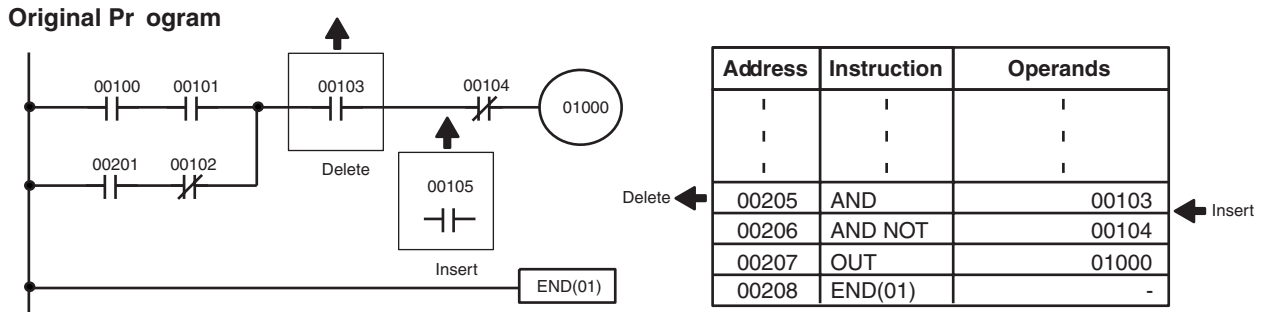 Original Pr ogram
00100 00101 00103 00104
01000
00201 00102
Delete
00105
Insert
END(01)
Address Instruction Operands
Delete 00205 AND 00103 Insert
00206 AND NOT 00104
00207 OUT 01000
00208 END(01) -